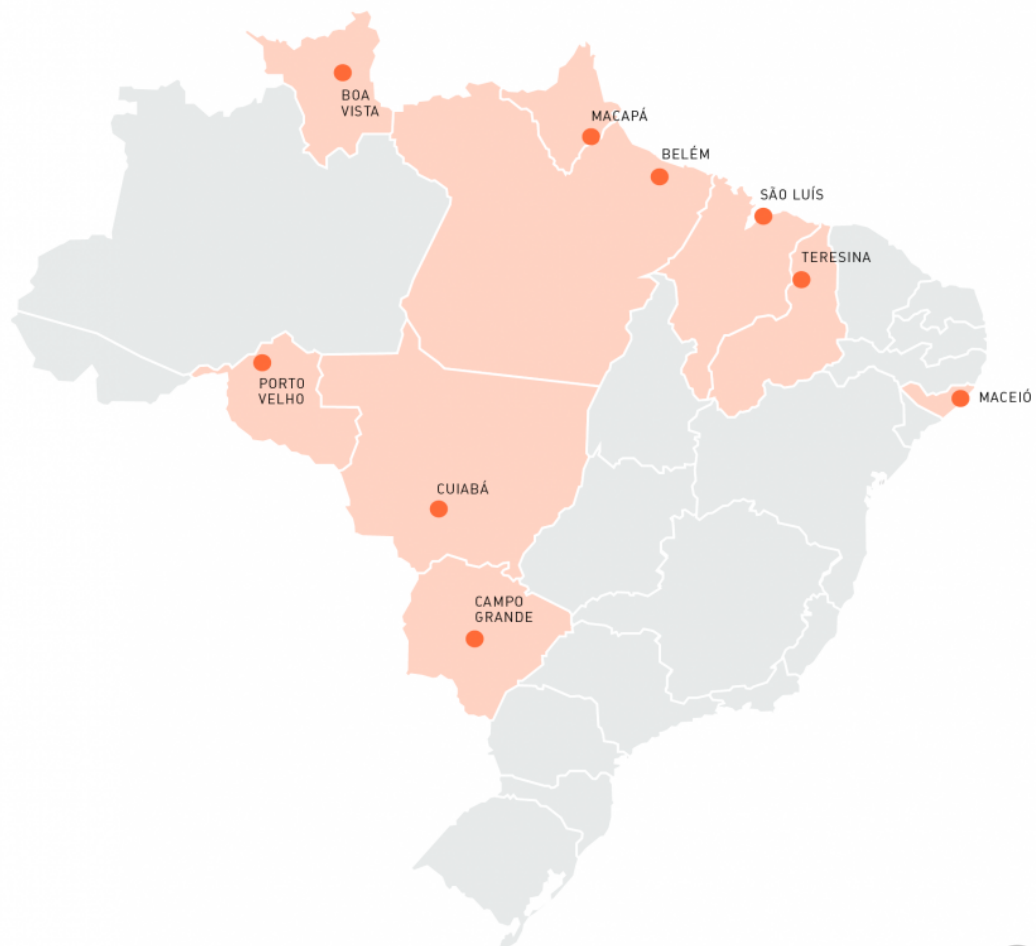 BOA
VISTA
MACAPÁ
BELÉM
SÃO LUÍS
TERESINA
PORTO
VELHO
MACEIÓ
CUIABÁ
CAMPO
GRANDE